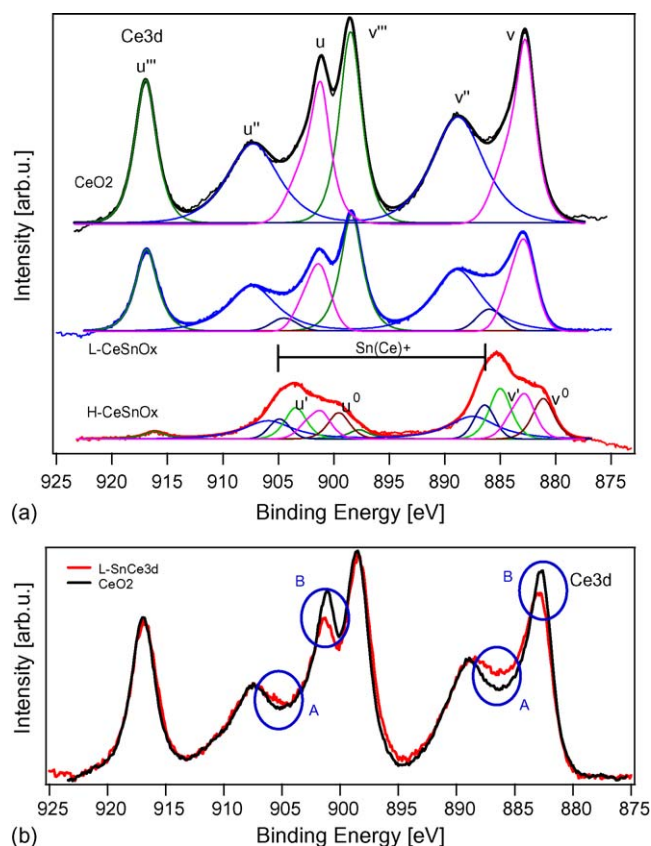 Ce3d
u'''
u
v'''
v
u''
v''
CeO2
Intensity [arb.u.]
L-CeSnOx
Sn(Ce)+
H-CeSnOx
u'
u⁰
v'
v⁰
925 920 915 910 905 900 895 890 885 880 875
(a)
Binding Energy [eV]
L-SnCe3d
CeO2
B
B
Ce3d
A
A
Intensity [arb.u.]
925 920 915 910 905 900 895 890 885 880 875
(b)
Binding Energy [eV]